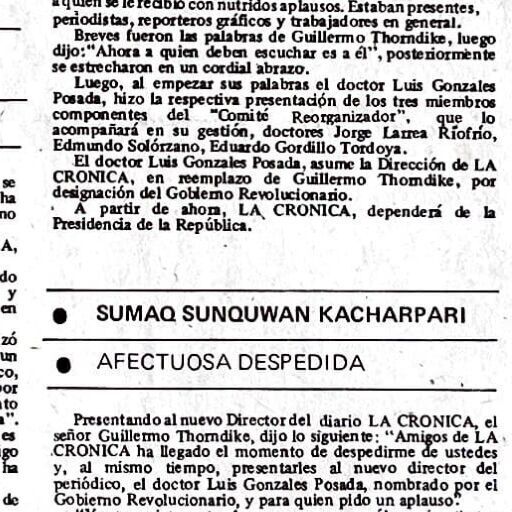 a quien se le recibió con nutridos aplausos. Estaban presentes,
periodistas, reporteros gráficos y trabajadores en general.
Breves fueron las palabras de Guillermo Thorndike, luego
dijo: "Ahora a quien deben escuchar es a él", posteriormente
se estrecharon en un cordial abrazo.
Luego, al empezar sus palabras el doctor Luis Gonzales
Posada, hizo la respectiva presentación de los tres miembros
componentes del "Comité Reorganizador", que lo
acompañará en su gestión, doctores Jorge Larrea Ríofrío,
Edmundo Solórzano, Eduardo Gordillo Tordoya.
El doctor Luis Gonzales Posada, asume la Dirección de LA
CRONICA, en reemplazo de Guillermo Thorndike, por
designación del Gobierno Revolucionario.
A partir de ahora, LA CRONICA, dependerá de la
Presidencia de la República.
SUMAQ SUNQUWAN KACHARPARI
AFECTUOSA DESPEDIDA
Presentando al nuevo Director del diario LA CRONICA, el
señor Guillermo Thorndike, dijo lo siguiente: "Amigos de LA
CRONICA ha llegado el momento de despedirme de ustedes
y, al mismo tiempo, presentarles al nuevo director del
periódico, el doctor Luis Gonzales Posada, nombrado por el
Gobierno Revolucionario, y para quien pido un aplauso".
se
ha
no
A,
do
y
en
zó
un
co,
por
nto
a".
es
igo
ha
de